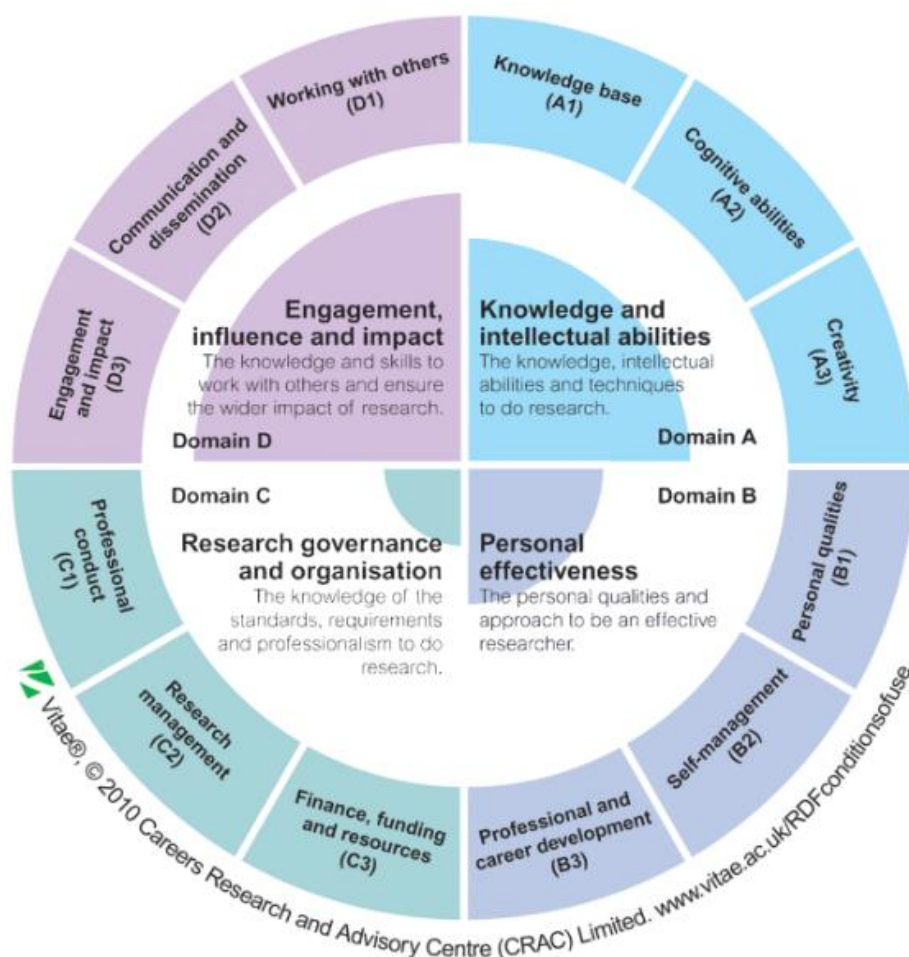 Working with others
(D1)
Knowledge base
(A1)
Communication and
dissemination
(D2)
Cognitive abilities
(A2)
Engagement
and impact
(D3)
Creativity
(A3)
Engagement,
influence and impact
The knowledge and skills to
work with others and ensure
the wider impact of research.
Domain D
Knowledge and
intellectual abilities
The knowledge, intellectual
abilities and techniques
to do research.
Domain A
Domain C
Research governance
and organisation
The knowledge of the
standards, requirements
and professionalism to do
research.
Domain B
Personal
effectiveness
The personal qualities and
approach to be an effective
researcher.
Professional
conduct
(C1)
Personal qualities
(B1)
Research
management
(C2)
Self-management
(B2)
Finance, funding
and resources
(C3)
Professional and
career development
(B3)
Vitae®, © 2010 Careers Research and Advisory Centre (CRAC) Limited. www.vitae.ac.uk/RDFconditionsofuse